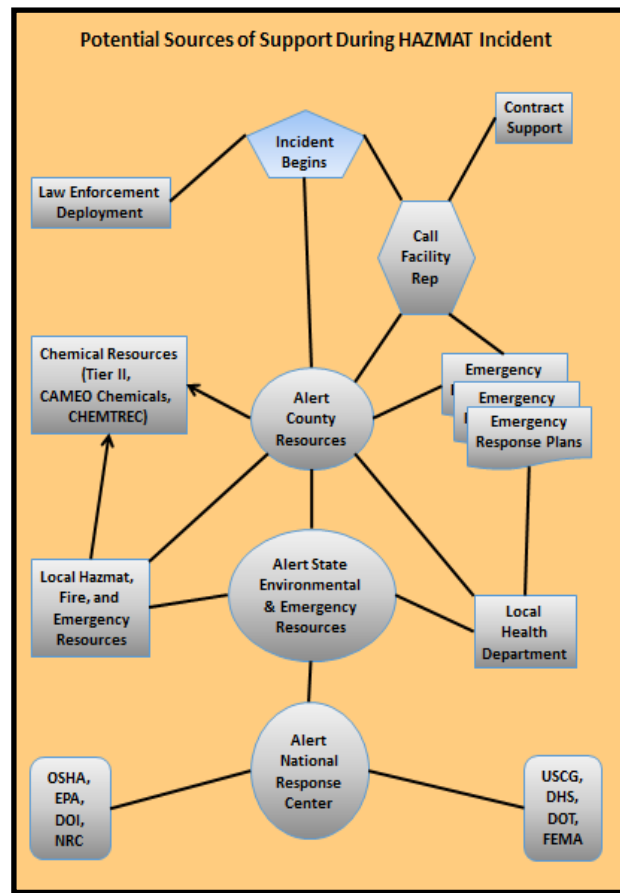 Potential Sources of Support During HAZMAT Incident
Contract
Support
Incident
Begins
Law Enforcement
Deployment
Call
Facility
Rep
Chemical Resources
(Tier II,
CAMEO Chemicals,
CHEMTREC)
Alert
County
Resources
Emergency
Emergency
Emergency
Response Plans
Local Hazmat,
Fire, and
Emergency
Resources
Alert State
Environmental
& Emergency
Resources
Local
Health
Department
Alert
National
Response
Center
OSHA,
EPA,
DOI,
NRC
USCG,
DHS,
DOT,
FEMA